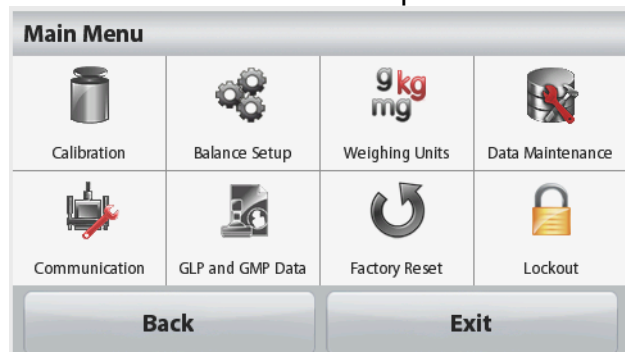 Main Menu
g kg
mg
Calibration
Balance Setup
Weighing Units
Data Maintenance
Communication
GLP and GMP Data
Factory Reset
Lockout
Back
Exit